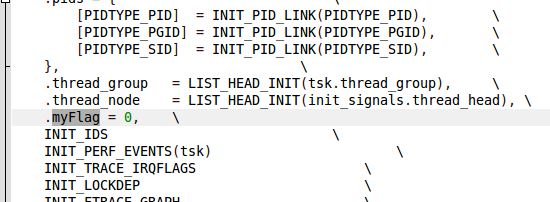 .pids = { \
[PIDTYPE_PID] = INIT_PID_LINK(PIDTYPE_PID), \
[PIDTYPE_PGID] = INIT_PID_LINK(PIDTYPE_PGID), \
[PIDTYPE_SID] = INIT_PID_LINK(PIDTYPE_SID), \
}, \
.thread_group = LIST_HEAD_INIT(tsk.thread_group), \
.thread_node = LIST_HEAD_INIT(init_signals.thread_head), \
.myFlag = 0, \
INIT_IDS \
INIT_PERF_EVENTS(tsk) \
INIT_TRACE_IRQFLAGS \
INIT_LOCKDEP \
INIT_FTRACE_GRAPH \